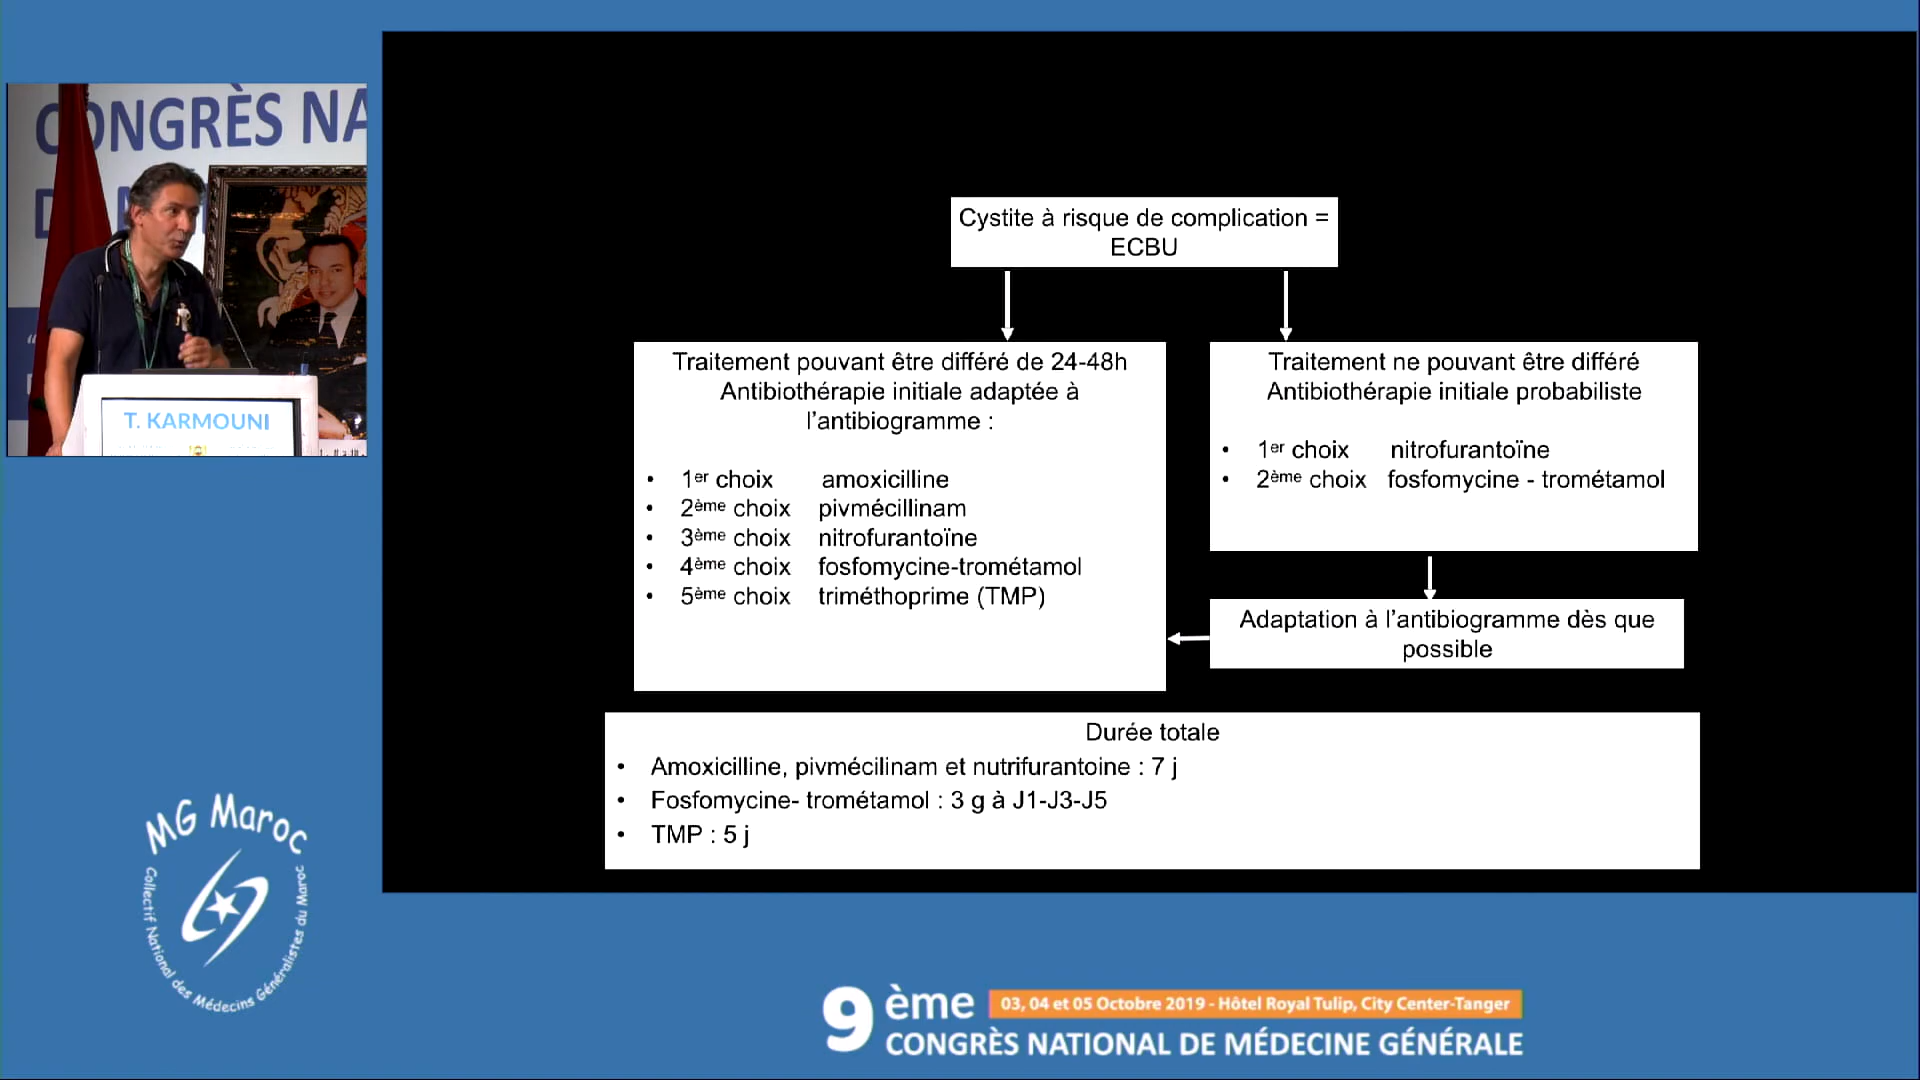 CONGRÈS NA
T. KARMOUNI
Cystite à risque de complication =
ECBU
Traitement pouvant être différé de 24-48h
Antibiothérapie initiale adaptée à
l’antibiogramme :
• 1er choix amoxicilline
• 2ème choix pivmécillinam
• 3ème choix nitrofurantoïne
• 4ème choix fosfomycine-trométamol
• 5ème choix triméthoprime (TMP)
Traitement ne pouvant être différé
Antibiothérapie initiale probabiliste
• 1er choix nitrofurantoïne
• 2ème choix fosfomycine - trométamol
Adaptation à l’antibiogramme dès que
possible
Durée totale
• Amoxicilline, pivmécilinam et nutrifurantoine : 7 j
• Fosfomycine- trométamol : 3 g à J1-J3-J5
• TMP : 5 j
MG Maroc
Collectif National des Médecins Généralistes du Maroc
9ème
03, 04 et 05 Octobre 2019 - Hôtel Royal Tulip, City Center-Tanger
CONGRÈS NATIONAL DE MÉDECINE GÉNÉRALE